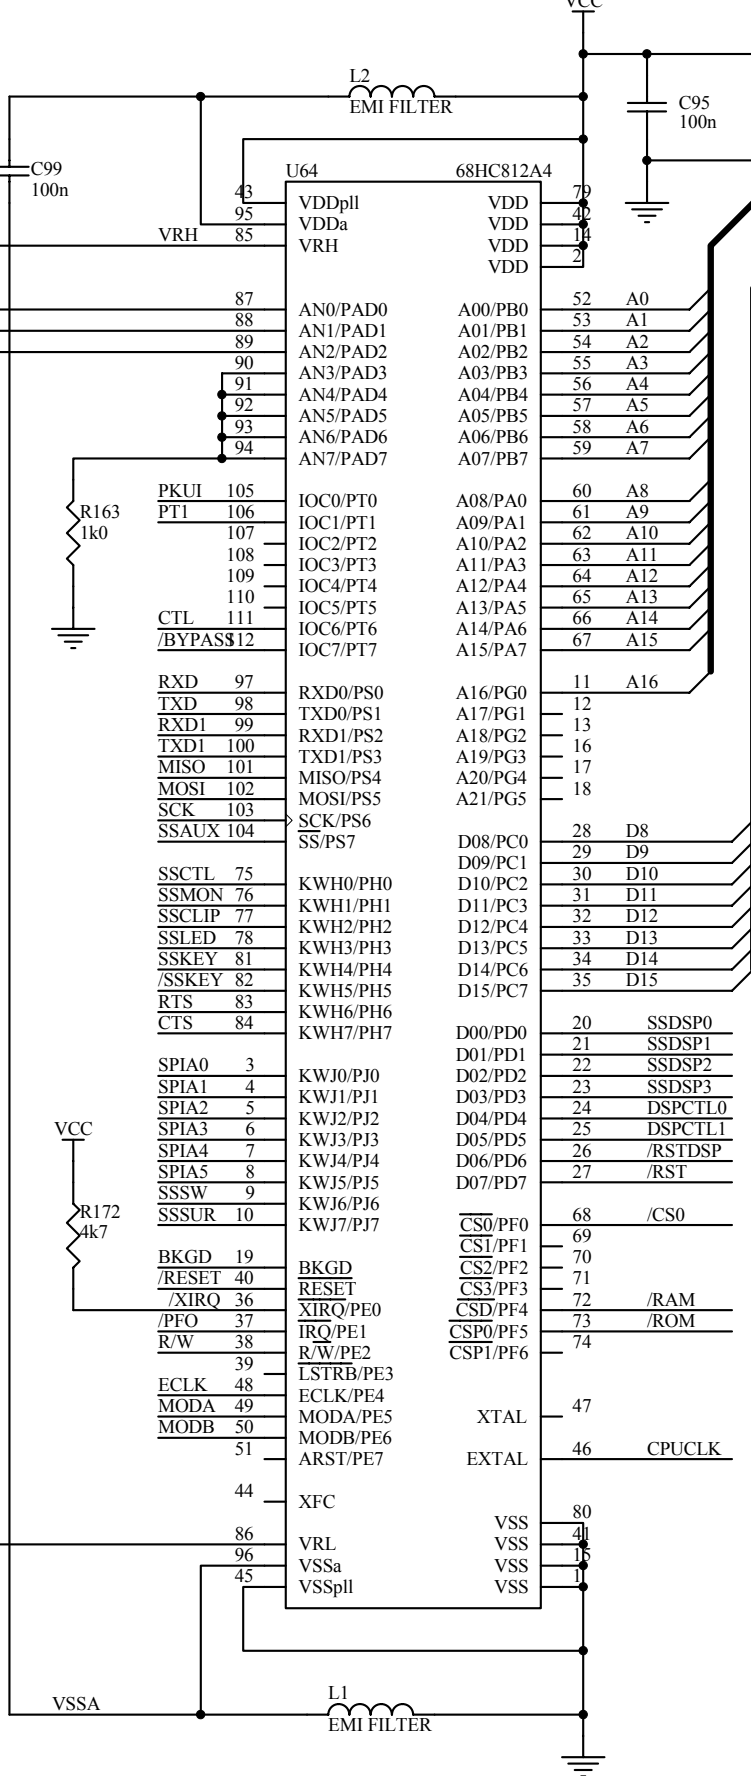 VCC
L2
EMI FILTER
C95
100n
C99
100n
U64 68HC812A4
43 VDDpll VDD 79
95 VDDa VDD 42
VRH 85 VRH VDD 14
VDD 2
87 AN0/PAD0 A00/PB0 52 A0
88 AN1/PAD1 A01/PB1 53 A1
89 AN2/PAD2 A02/PB2 54 A2
90 AN3/PAD3 A03/PB3 55 A3
91 AN4/PAD4 A04/PB4 56 A4
92 AN5/PAD5 A05/PB5 57 A5
93 AN6/PAD6 A06/PB6 58 A6
94 AN7/PAD7 A07/PB7 59 A7
R163
1k0
PKUI 105 IOC0/PT0 A08/PA0 60 A8
PT1 106 IOC1/PT1 A09/PA1 61 A9
107 IOC2/PT2 A10/PA2 62 A10
108 IOC3/PT3 A11/PA3 63 A11
109 IOC4/PT4 A12/PA4 64 A12
110 IOC5/PT5 A13/PA5 65 A13
CTL 111 IOC6/PT6 A14/PA6 66 A14
/BYPASS 112 IOC7/PT7 A15/PA7 67 A15
RXD 97 RXD0/PS0 A16/PG0 11 A16
TXD 98 TXD0/PS1 A17/PG1 12
RXD1 99 RXD1/PS2 A18/PG2 13
TXD1 100 TXD1/PS3 A19/PG3 16
MISO 101 MISO/PS4 A20/PG4 17
MOSI 102 MOSI/PS5 A21/PG5 18
SCK 103 SCK/PS6
SSAUX 104 SS/PS7 D08/PC0 28 D8
D09/PC1 29 D9
SSCTL 75 KWH0/PH0 D10/PC2 30 D10
SSMON 76 KWH1/PH1 D11/PC3 31 D11
SSCLIP 77 KWH2/PH2 D12/PC4 32 D12
SSLED 78 KWH3/PH3 D13/PC5 33 D13
SSKEY 81 KWH4/PH4 D14/PC6 34 D14
/SSKEY 82 KWH5/PH5 D15/PC7 35 D15
RTS 83 KWH6/PH6
CTS 84 KWH7/PH7 D00/PD0 20 SSDSP0
D01/PD1 21 SSDSP1
SPIA0 3 KWJ0/PJ0 D02/PD2 22 SSDSP2
SPIA1 4 KWJ1/PJ1 D03/PD3 23 SSDSP3
SPIA2 5 KWJ2/PJ2 D04/PD4 24 DSPCTL0
SPIA3 6 KWJ3/PJ3 D05/PD5 25 DSPCTL1
SPIA4 7 KWJ4/PJ4 D06/PD6 26 /RSTDSP
SPIA5 8 KWJ5/PJ5 D07/PD7 27 /RST
SSSW 9 KWJ6/PJ6
SSSUR 10 KWJ7/PJ7 CS0/PF0 68 /CS0
CS1/PF1 69
VCC
R172
4k7
BKGD 19 BKGD CS2/PF2 70
/RESET 40 RESET CS3/PF3 71
/XIRQ 36 XIRQ/PE0 CSD/PF4 72 /RAM
/PFO 37 IRQ/PE1 CSP0/PF5 73 /ROM
R/W 38 R/W/PE2 CSP1/PF6 74
39 LSTRB/PE3
ECLK 48 ECLK/PE4
MODA 49 MODA/PE5 XTAL 47
MODB 50 MODB/PE6
51 ARST/PE7 EXTAL 46 CPUCLK
44 XFC
VSS 80
86 VRL VSS 41
96 VSSa VSS 15
45 VSSpll VSS 1
VSSA
L1
EMI FILTER